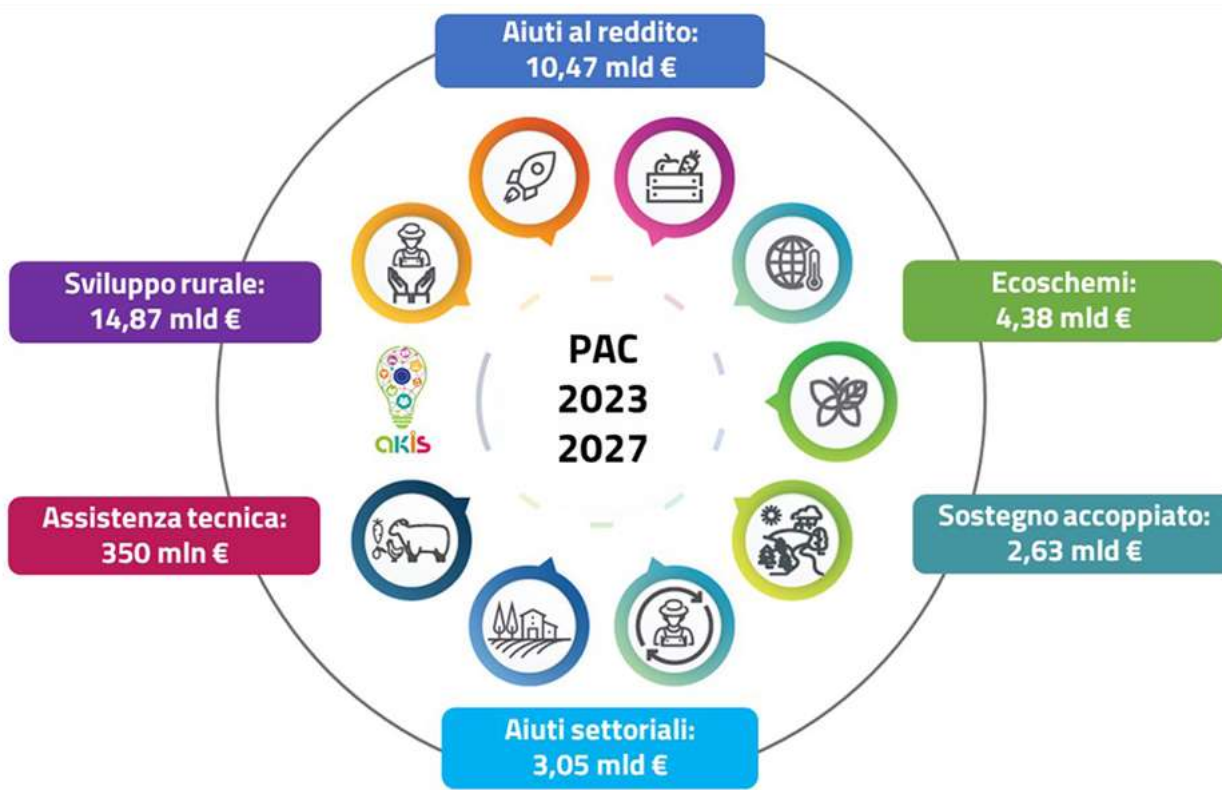 Aiuti al reddito:
10,47 mld €
Sviluppo rurale:
14,87 mld €
Ecoschemi:
4,38 mld €
PAC
2023
2027
akis
Assistenza tecnica:
350 mln €
Sostegno accoppiato:
2,63 mld €
Aiuti settoriali:
3,05 mld €